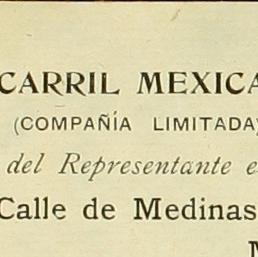 CARRIL MEXICA
(COMPAÑÍA LIMITADA)
del Representante e
Calle de Medinas